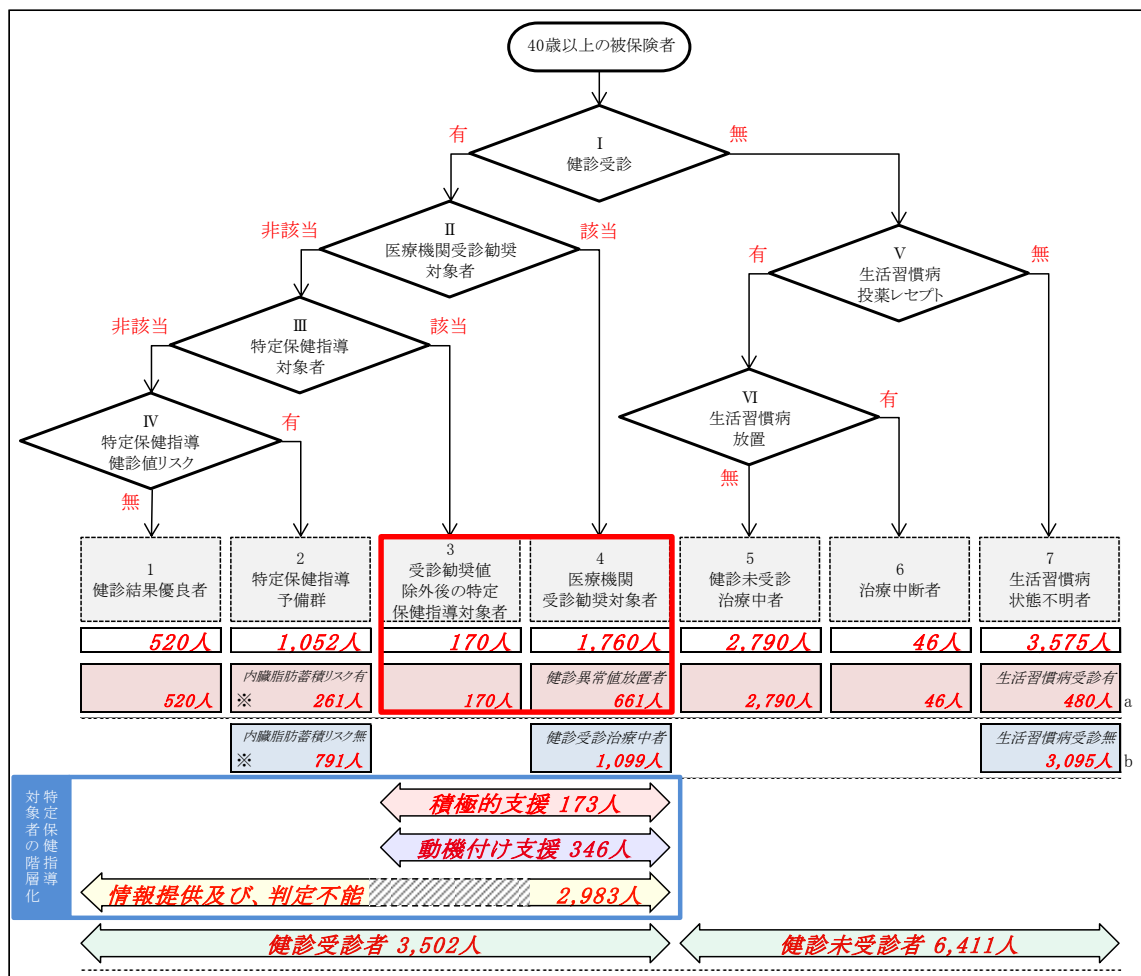 40歳以上の被保険者
Ⅰ
健診受診
有
無
Ⅱ
医療機関受診勧奨
対象者
非該当
該当
Ⅴ
生活習慣病
投薬レセプト
有
無
Ⅲ
特定保健指導
対象者
非該当
該当
Ⅳ
特定保健指導
健診値リスク
有
無
Ⅵ
生活習慣病
放置
有
無
1
健診結果優良者
2
特定保健指導
予備群
3
受診勧奨値
除外後の特定
保健指導対象者
4
医療機関
受診勧奨対象者
5
健診未受診
治療中者
6
治療中断者
7
生活習慣病
状態不明者
520人
1,052人
170人
1,760人
2,790人
46人
3,575人
520人
内臓脂肪蓄積リスク有
※ 261人
170人
健診異常値放置者
661人
2,790人
46人
生活習慣病受診有
480人
a
内臓脂肪蓄積リスク無
※ 791人
健診受診治療中者
1,099人
生活習慣病受診無
3,095人
b
特定保健指導
対象者の階層化
積極的支援 173人
動機付け支援 346人
情報提供及び、判定不能 2,983人
健診受診者 3,502人
健診未受診者 6,411人